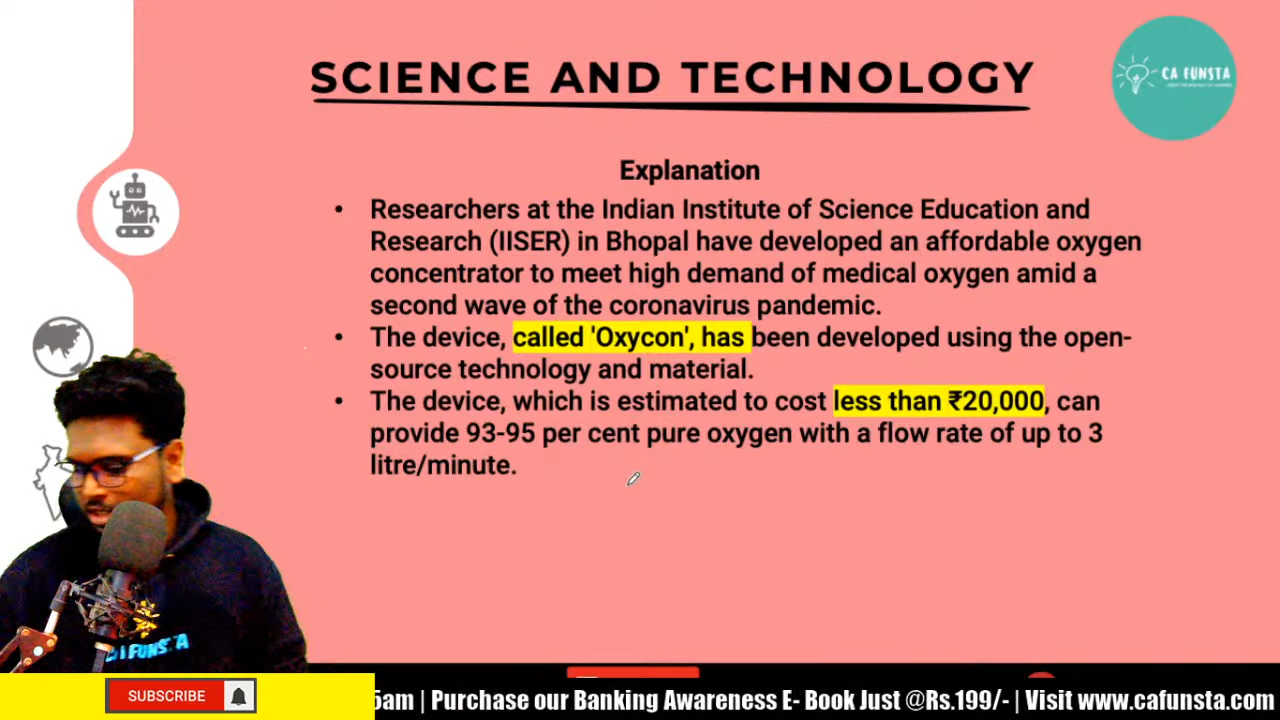 SCIENCE AND TECHNOLOGY
CA FUNSTA
Explanation
• Researchers at the Indian Institute of Science Education and
Research (IISER) in Bhopal have developed an affordable oxygen
concentrator to meet high demand of medical oxygen amid a
second wave of the coronavirus pandemic.
• The device, called 'Oxycon', has been developed using the open-
source technology and material.
• The device, which is estimated to cost less than ₹20,000, can
provide 93-95 per cent pure oxygen with a flow rate of up to 3
litre/minute.
SUBSCRIBE
5am | Purchase our Banking Awareness E- Book Just @Rs.199/- | Visit www.cafunsta.com